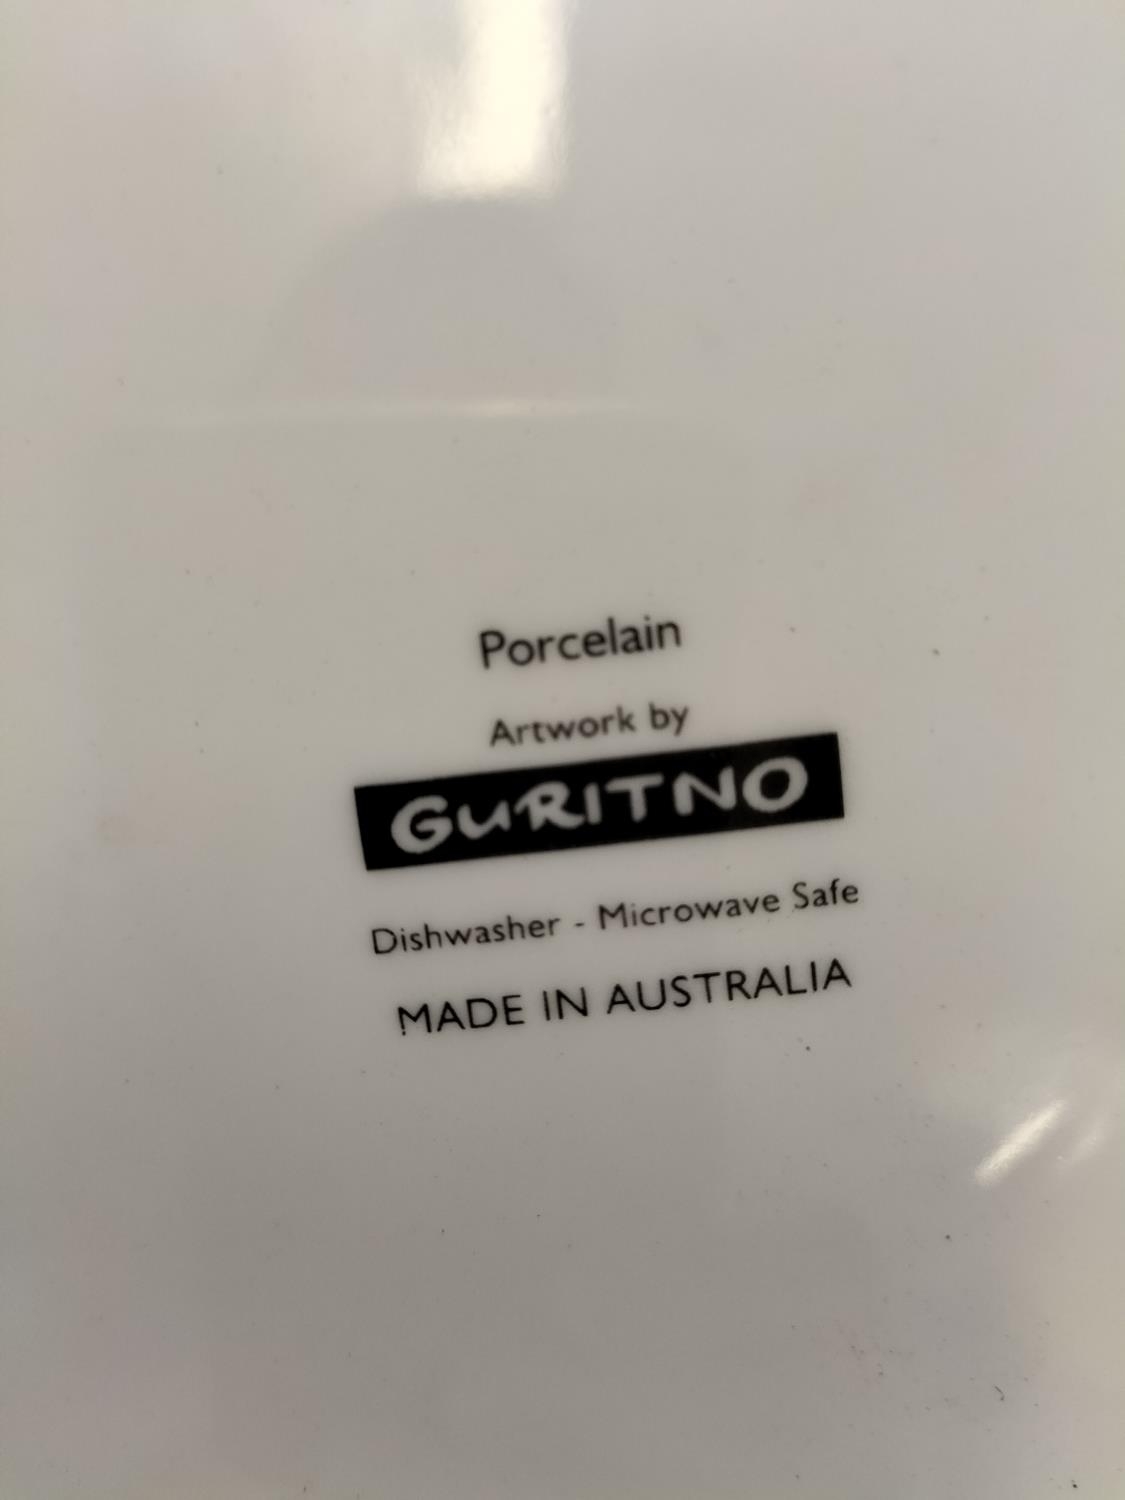 Porcelain
Artwork by
GURITNO
Dishwasher - Microwave Safe
MADE IN AUSTRALIA